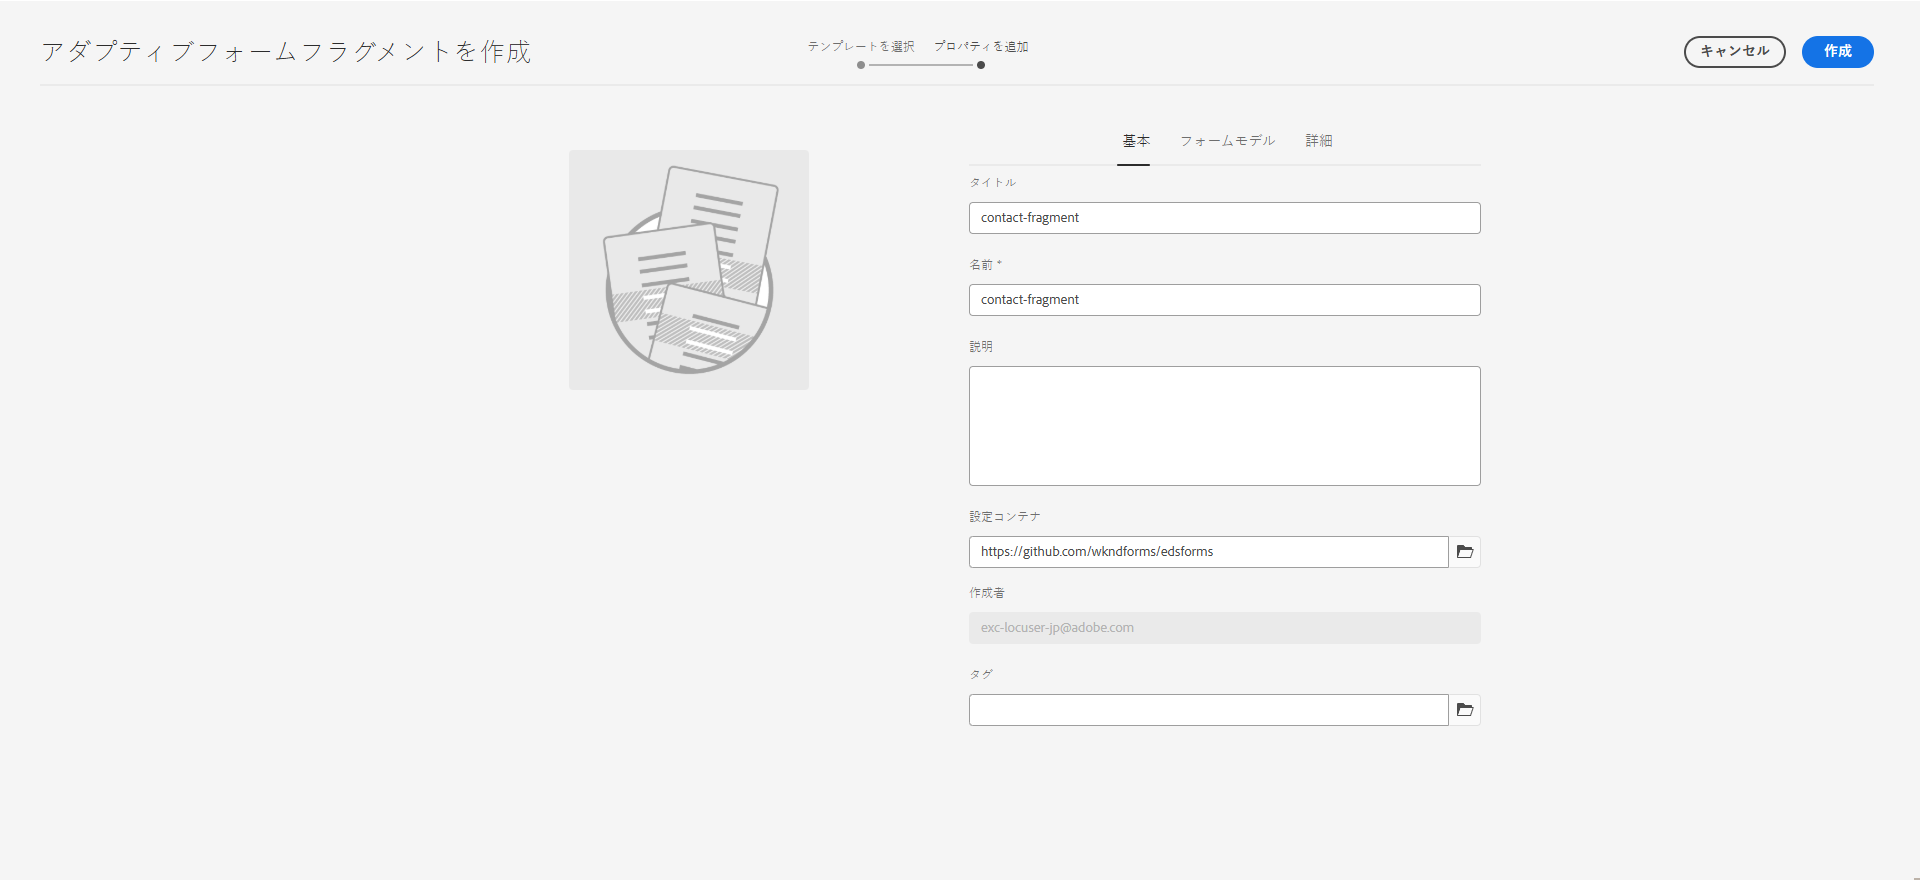 アダプティブフォームフラグメントを作成
テンプレートを選択 プロパティを追加
キャンセル 作成
基本 フォームモデル 詳細
タイトル
contact-fragment
名前 *
contact-fragment
説明
設定コンテナ
https://github.com/wkndforms/edsforms
作成者
exc-locuser-jp@adobe.com
タグ